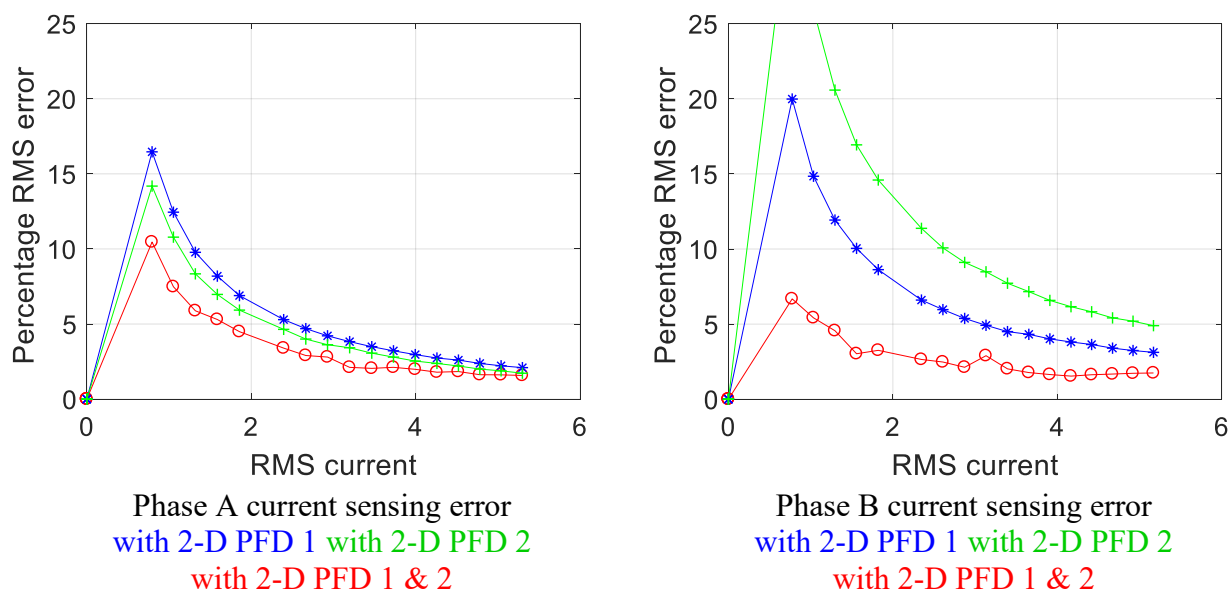 25
20
15
10
5
0
Percentage RMS error
0 2 4 6
RMS current
Phase A current sensing error
with 2-D PFD 1 with 2-D PFD 2
with 2-D PFD 1 & 2
25
20
15
10
5
0
Percentage RMS error
0 2 4 6
RMS current
Phase B current sensing error
with 2-D PFD 1 with 2-D PFD 2
with 2-D PFD 1 & 2